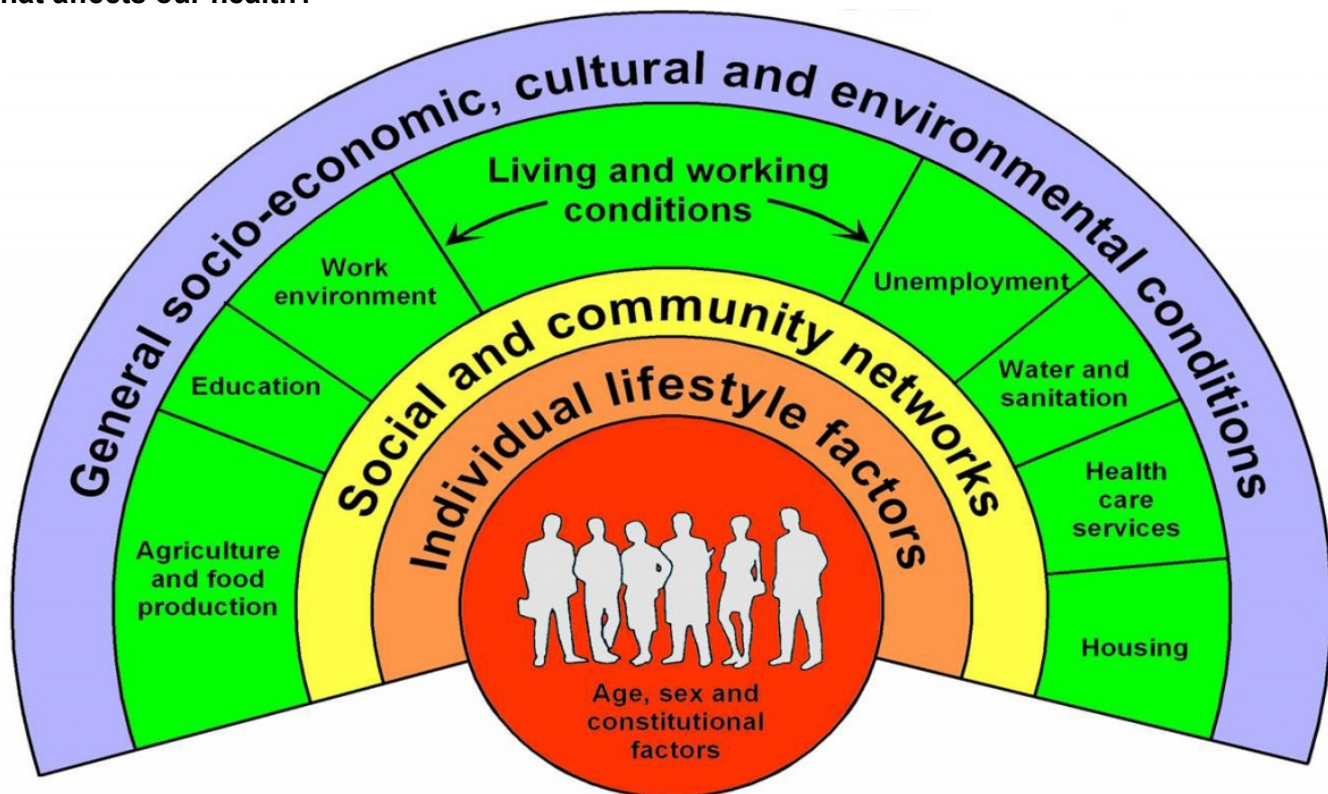 hat affects our health?
General socio-economic, cultural and environmental conditions
Living and working
conditions
Work
environment
Unemployment
Education
Water and
sanitation
Agriculture
and food
production
Health
care
services
Housing
Social and community networks
Individual lifestyle factors
Age, sex and
constitutional
factors